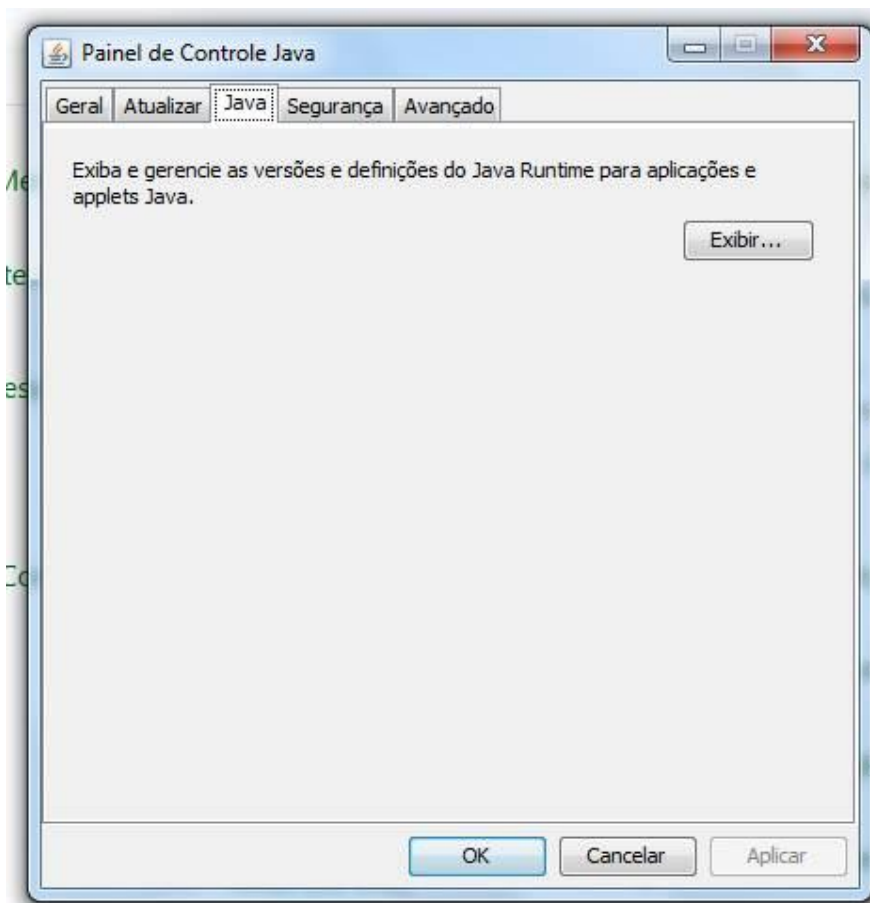 Painel de Controle Java
Geral Atualizar Java Segurança Avançado
Exiba e gerencie as versões e definições do Java Runtime para aplicações e
applets Java.
Exibir...
OK Cancelar Aplicar